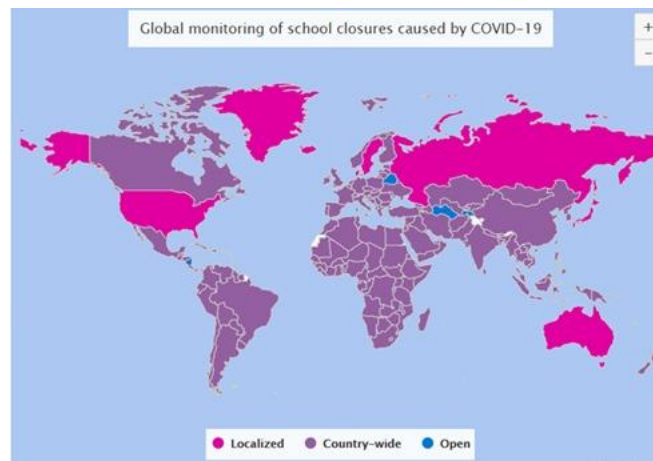 Global monitoring of school closures caused by COVID-19
+
−
Localized Country-wide Open